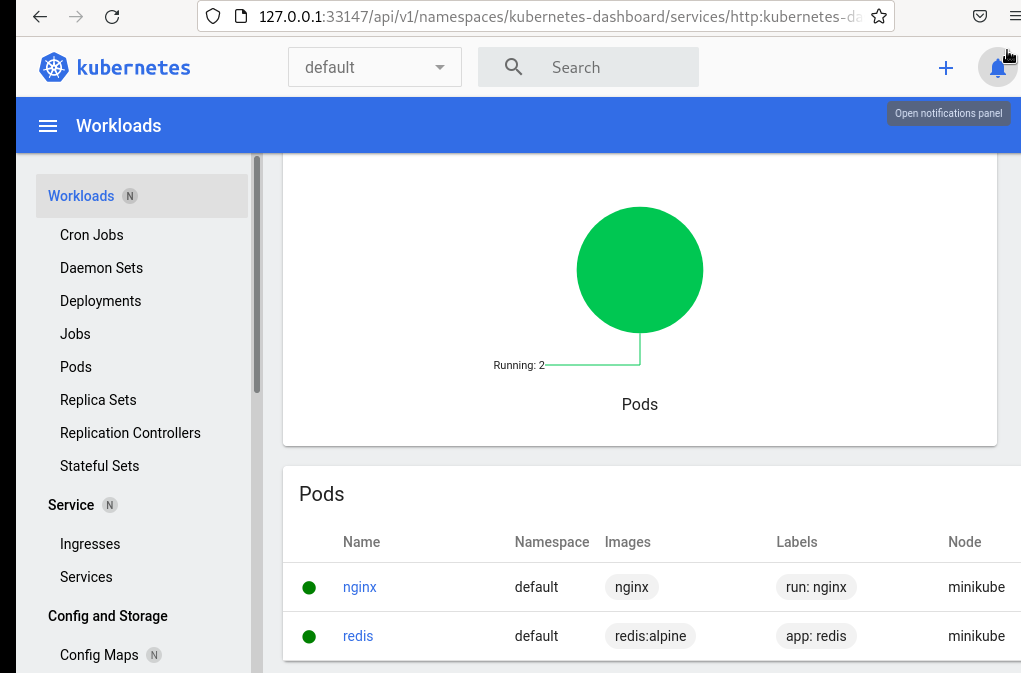 127.0.0.1:33147/api/v1/namespaces/kubernetes-dashboard/services/http:kubernetes-da
kubernetes
default
Search
Open notifications panel
Workloads
Workloads N
Cron Jobs
Daemon Sets
Deployments
Jobs
Pods
Replica Sets
Replication Controllers
Stateful Sets
Service N
Ingresses
Services
Config and Storage
Config Maps N
Running: 2
Pods
Pods
Name Namespace Images Labels Node
nginx default nginx run: nginx minikube
redis default redis:alpine app: redis minikube